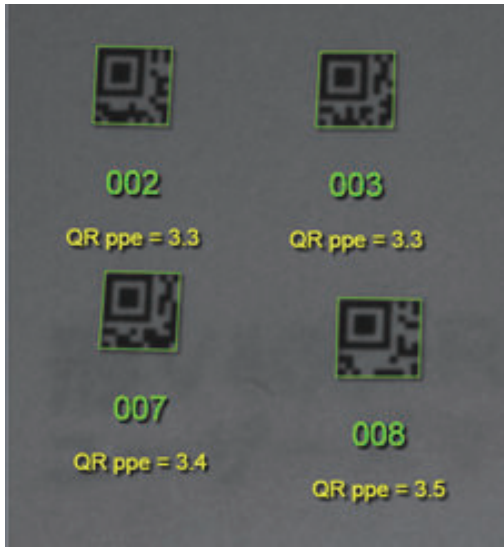 002
003
QR ppe = 3.3
QR ppe = 3.3
007
008
QR ppe = 3.4
QR ppe = 3.5